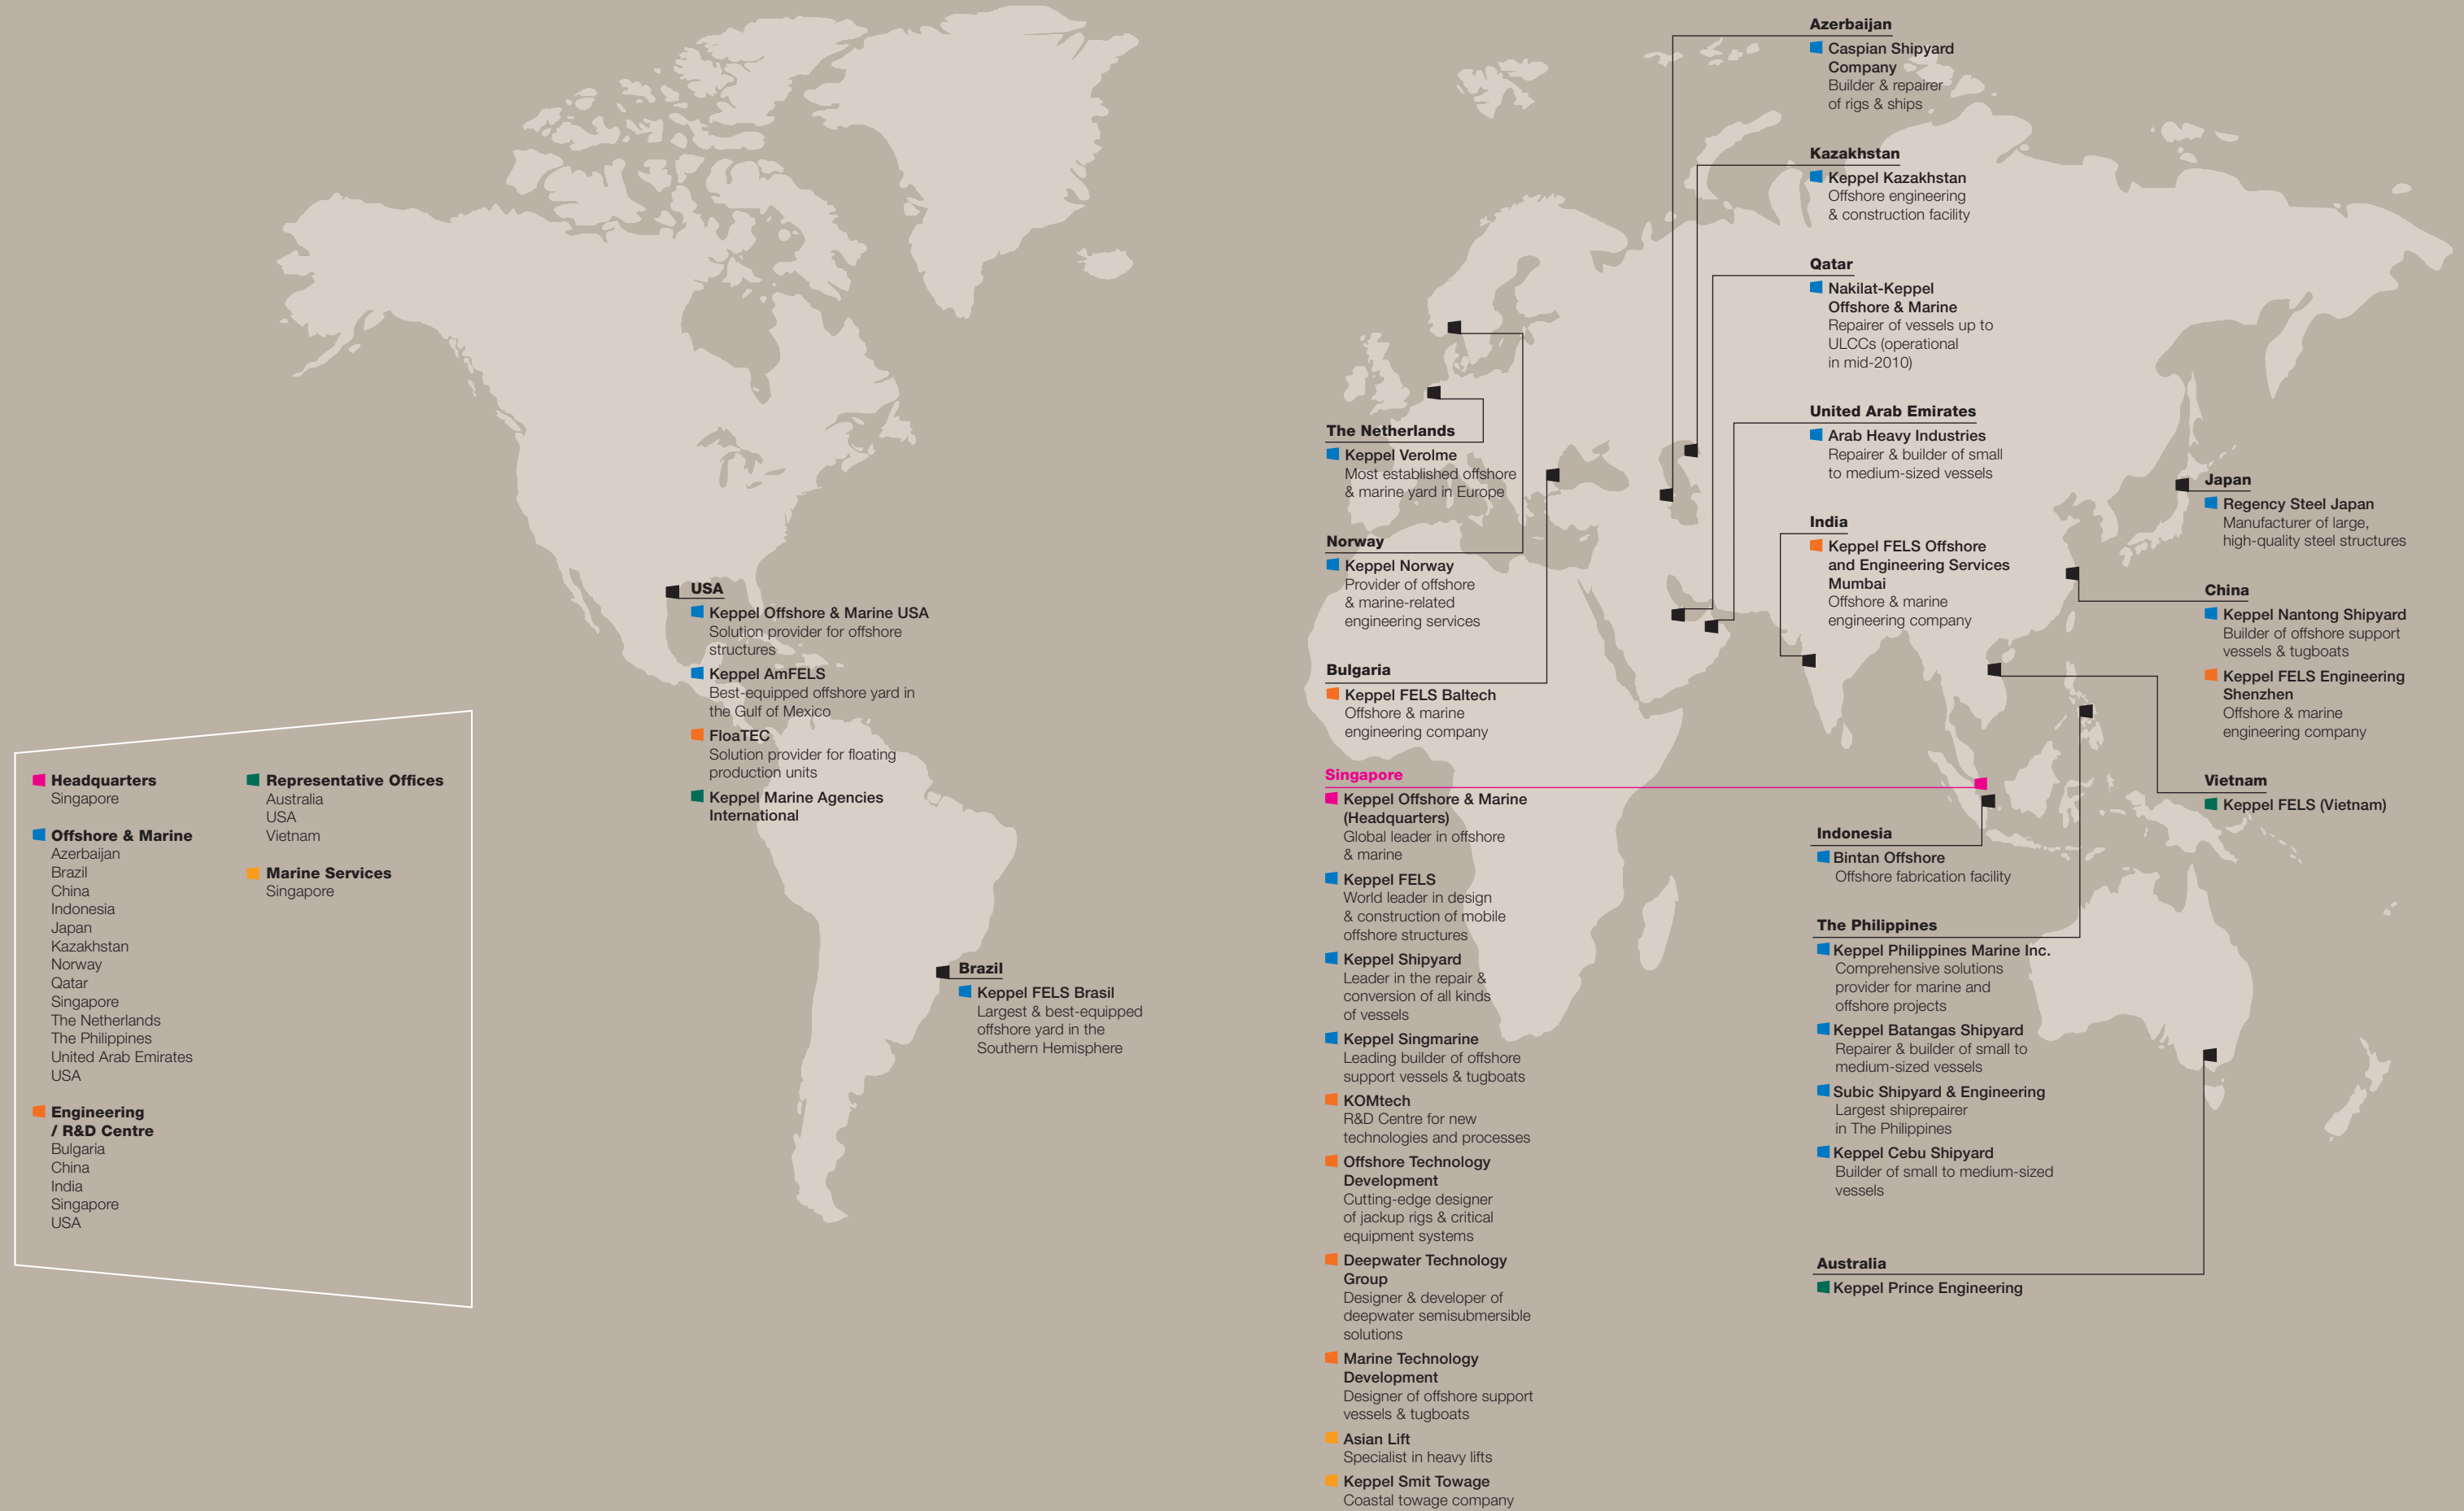 Headquarters
Singapore
Offshore & Marine
Azerbaijan
Brazil
China
Indonesia
Japan
Kazakhstan
Norway
Qatar
Singapore
The Netherlands
The Philippines
United Arab Emirates
USA
Engineering
/ R&D Centre
Bulgaria
China
India
Singapore
USA
Representative Offices
Australia
USA
Vietnam
Marine Services
Singapore
USA
Keppel Offshore & Marine USA
Solution provider for offshore
structures
Keppel AmFELS
Best-equipped offshore yard in
the Gulf of Mexico
FloaTEC
Solution provider for floating
production units
Keppel Marine Agencies
International
Brazil
Keppel FELS Brasil
Largest & best-equipped
offshore yard in the
Southern Hemisphere
The Netherlands
Keppel Verolme
Most established offshore
& marine yard in Europe
Norway
Keppel Norway
Provider of offshore
& marine-related
engineering services
Bulgaria
Keppel FELS Baltech
Offshore & marine
engineering company
Singapore
Keppel Offshore & Marine
(Headquarters)
Global leader in offshore
& marine
Keppel FELS
World leader in design
& construction of mobile
offshore structures
Keppel Shipyard
Leader in the repair &
conversion of all kinds
of vessels
Keppel Singmarine
Leading builder of offshore
support vessels & tugboats
KOMtech
R&D Centre for new
technologies and processes
Offshore Technology
Development
Cutting-edge designer
of jackup rigs & critical
equipment systems
Deepwater Technology
Group
Designer & developer of
deepwater semisubmersible
solutions
Marine Technology
Development
Designer of offshore support
vessels & tugboats
Asian Lift
Specialist in heavy lifts
Keppel Smit Towage
Coastal towage company
Azerbaijan
Caspian Shipyard
Company
Builder & repairer
of rigs & ships
Kazakhstan
Keppel Kazakhstan
Offshore engineering
& construction facility
Qatar
Nakilat-Keppel
Offshore & Marine
Repairer of vessels up to
ULCCs (operational
in mid-2010)
United Arab Emirates
Arab Heavy Industries
Repairer & builder of small
to medium-sized vessels
India
Keppel FELS Offshore
and Engineering Services
Mumbai
Offshore & marine
engineering company
Indonesia
Bintan Offshore
Offshore fabrication facility
The Philippines
Keppel Philippines Marine Inc.
Comprehensive solutions
provider for marine and
offshore projects
Keppel Batangas Shipyard
Repairer & builder of small to
medium-sized vessels
Subic Shipyard & Engineering
Largest shiprepairer
in The Philippines
Keppel Cebu Shipyard
Builder of small to medium-sized
vessels
Australia
Keppel Prince Engineering
Japan
Regency Steel Japan
Manufacturer of large,
high-quality steel structures
China
Keppel Nantong Shipyard
Builder of offshore support
vessels & tugboats
Keppel FELS Engineering
Shenzhen
Offshore & marine
engineering company
Vietnam
Keppel FELS (Vietnam)